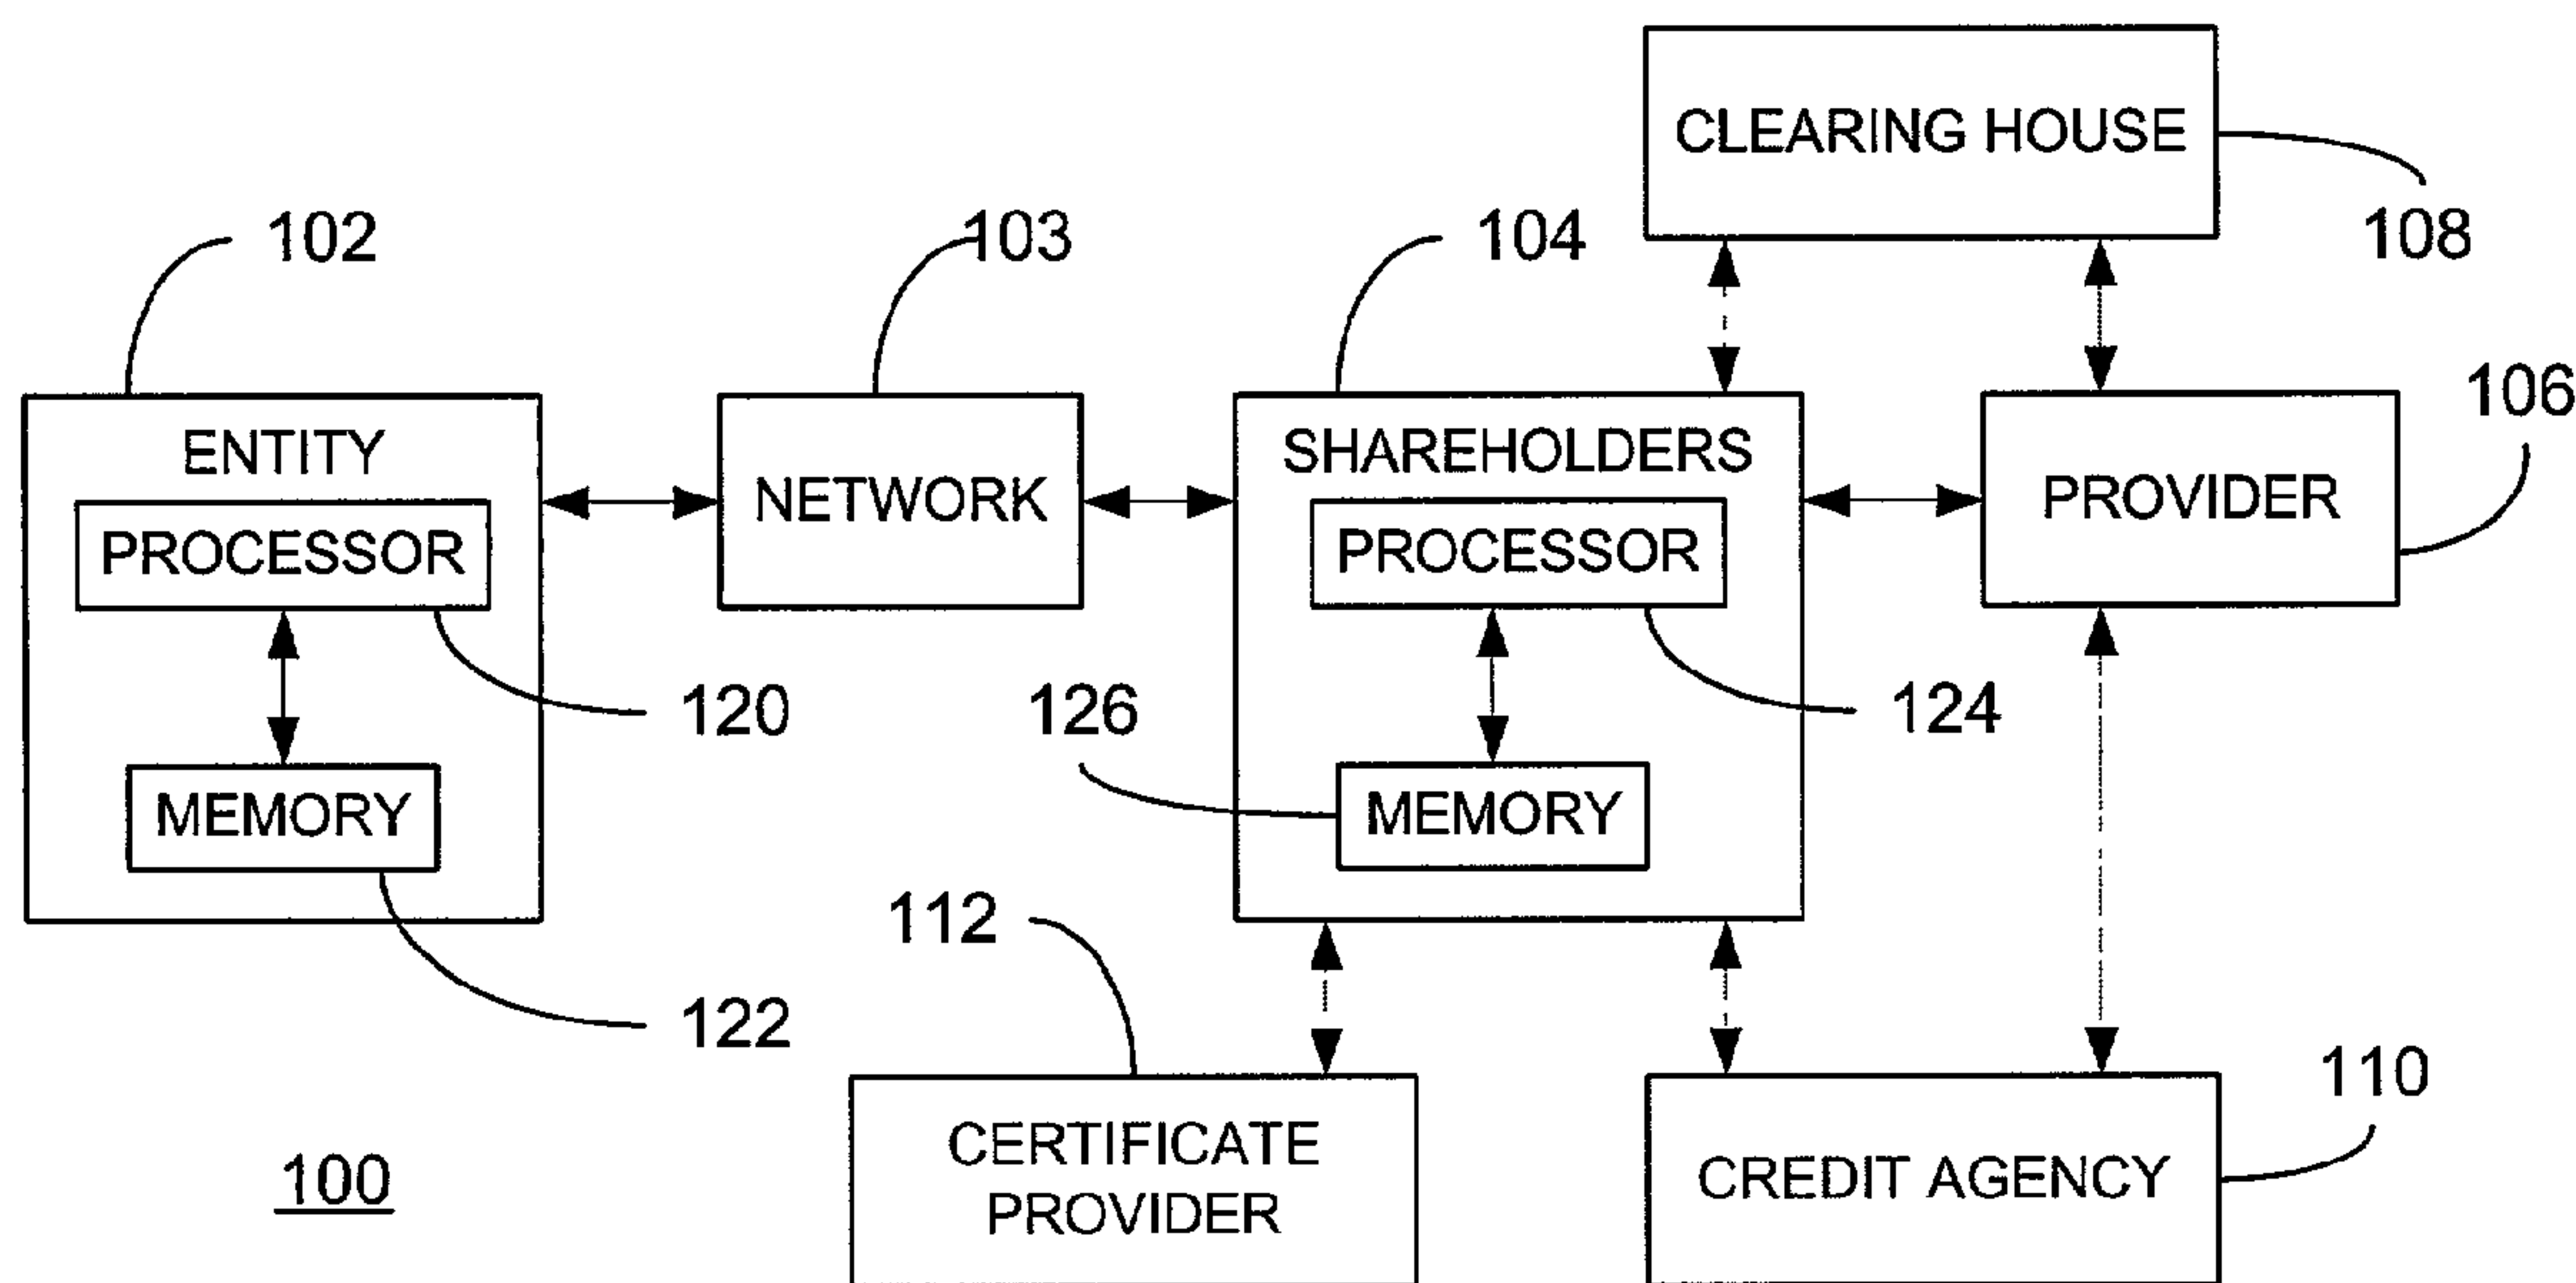 CLEARING HOUSE
102
103
104
108
106
ENTITY
SHAREHOLDERS
NETWORK
PROVIDER
PROCESSOR
PROCESSOR
120
126
124
MEMORY
MEMORY
112
122
110
CERTIFICATE
PROVIDER
CREDIT AGENCY
100